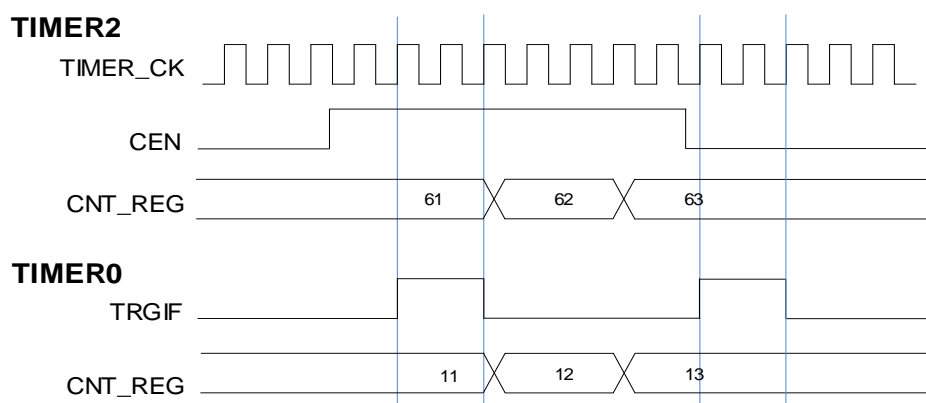 TIMER2
TIMER_CK
CEN
CNT_REG 61 62 63
TIMER0
TRGIF
CNT_REG 11 12 13